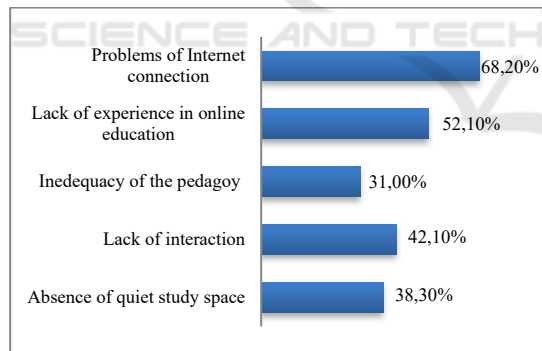 SCIENCE AND TECH
Problems of Internet
connection
68,20%
Lack of experience in online
education
52,10%
Inedequacy of the pedagoy
31,00%
Lack of interaction
42,10%
Absence of quiet study space
38,30%